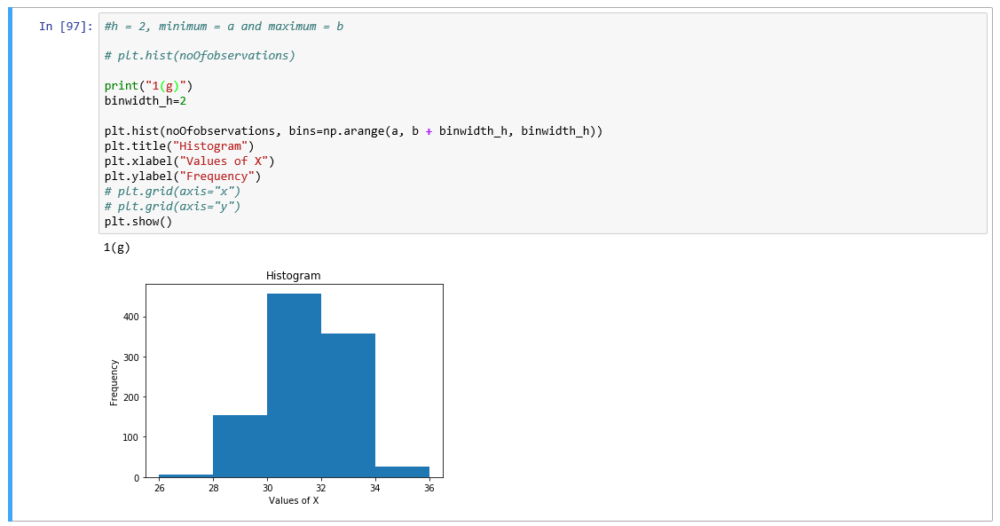 In [97]: #h = 2, minimum = a and maximum = b
# plt.hist(noOfobservations)
print("1(g)")
binwidth_h=2
plt.hist(noOfobservations, bins=np.arange(a, b + binwidth_h, binwidth_h))
plt.title("Histogram")
plt.xlabel("Values of X")
plt.ylabel("Frequency")
# plt.grid(axis="x")
# plt.grid(axis="y")
plt.show()
1(g)
Histogram
400
300
200
100
0
Frequency
26 28 30 32 34 36
Values of X